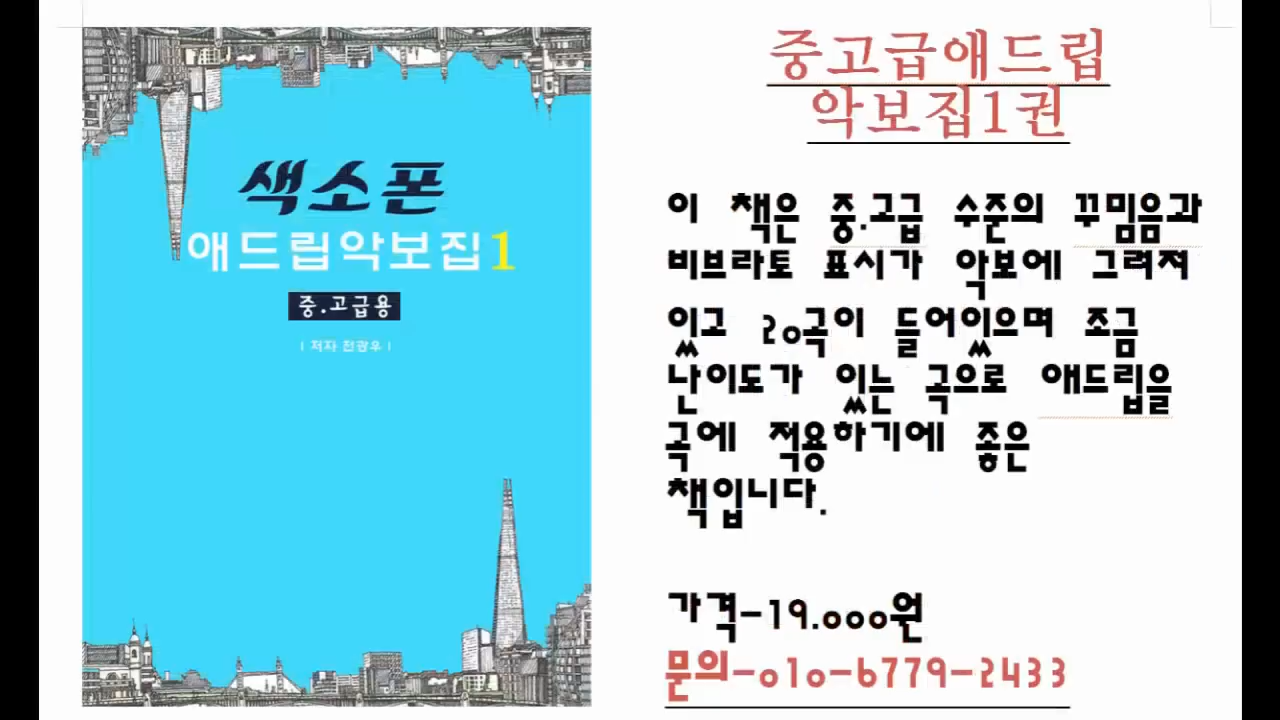 색소폰
애드립악보집1
중.고급용
| 저자 전광우 |
중고급애드립
악보집1권
이 책은 중.고급 수준의 꾸밈음과
비브라토 표시가 악보에 그려져
있고 20곡이 들어있으며 조금
난이도가 있는 곡으로 애드립을
곡에 적용하기에 좋은
책입니다.
가격-19.000원
문의-010-6779-2433